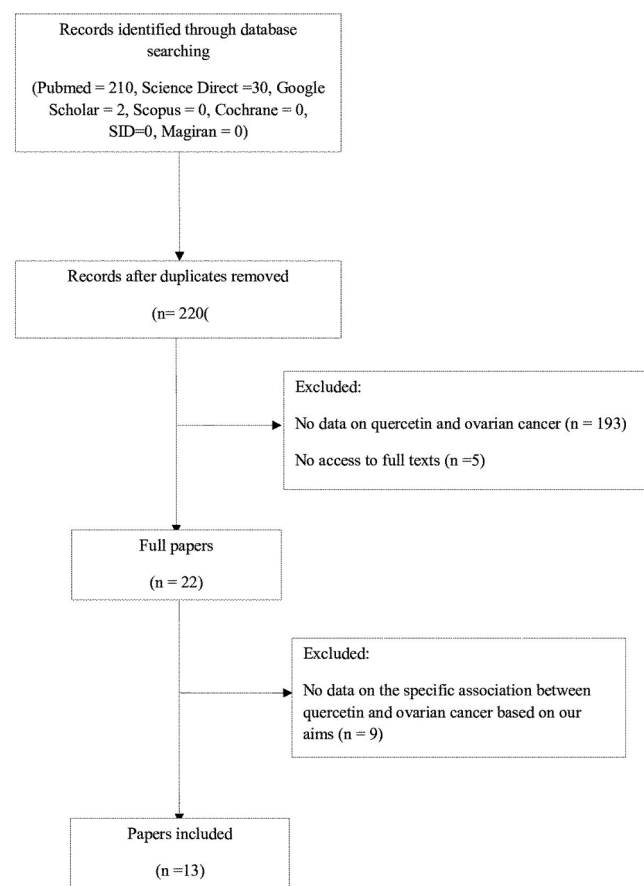 Records identified through database
searching
(Pubmed = 210, Science Direct =30, Google
Scholar = 2, Scopus = 0, Cochrane = 0,
SID=0, Magiran = 0)
Records after duplicates removed
(n= 220(
Excluded:
No data on quercetin and ovarian cancer (n = 193)
No access to full texts (n =5)
Full papers
(n = 22)
Excluded:
No data on the specific association between
quercetin and ovarian cancer based on our
aims (n = 9)
Papers included
(n =13)